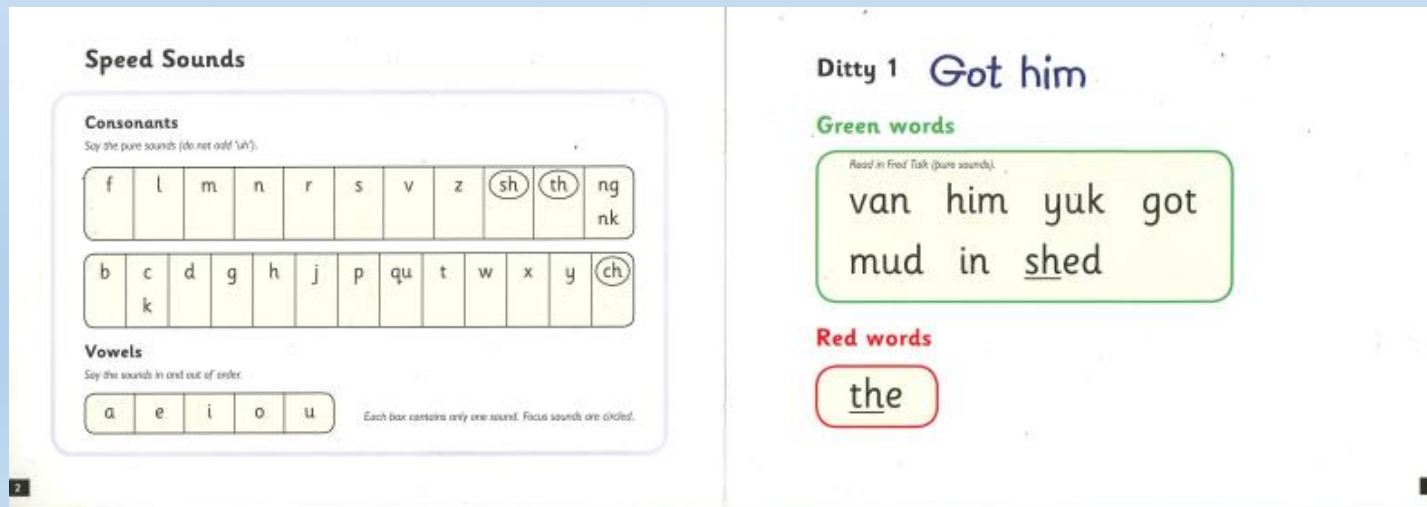 Speed Sounds
Consonants
Say the pure sounds (do not add 'uh').
f l m n r s v z sh th ng
nk
b c d g h j p qu t w x y ch
k
Vowels
Say the sounds in and out of order.
a e i o u
Each box contains only one sound. Focus sounds are circled.
2
Ditty 1 Got him
Green words
Read in Fred Talk (pure sounds).
van him yuk got
mud in shed
Red words
the